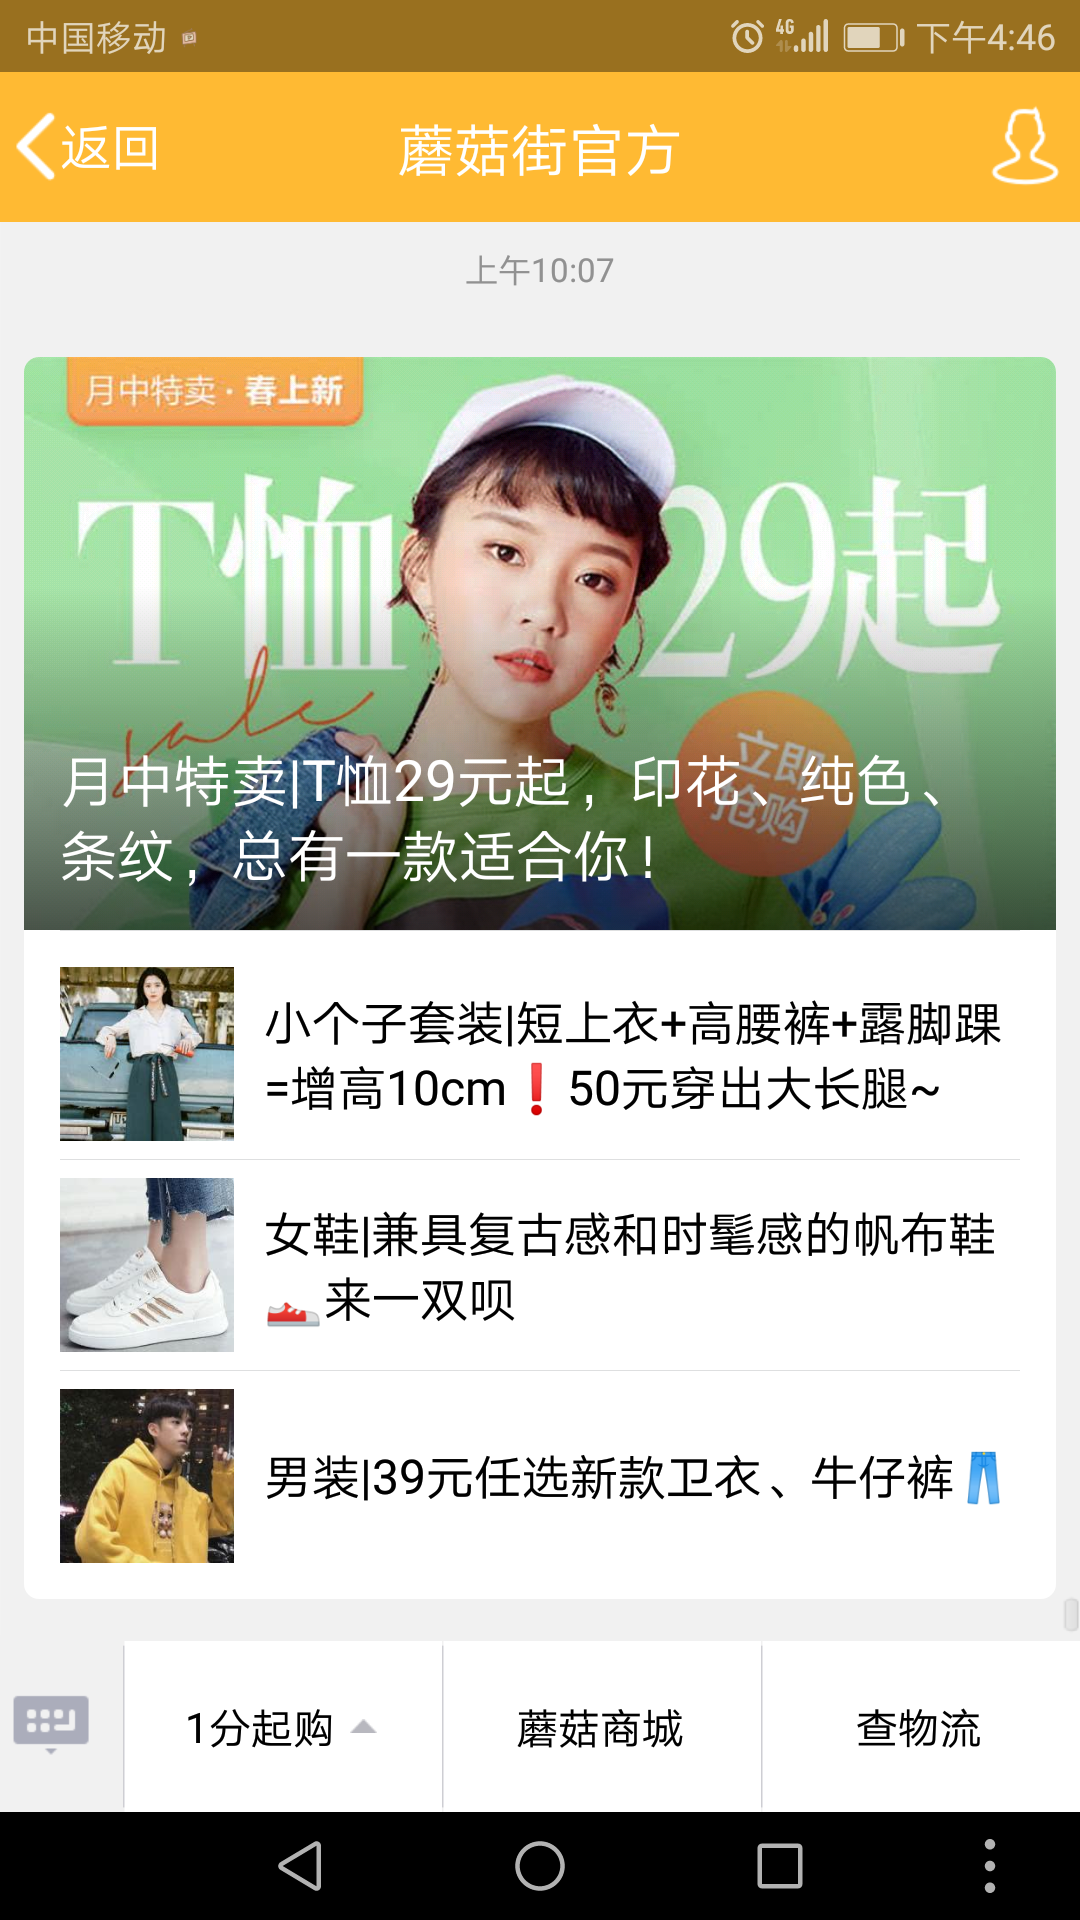 中国移动
4G
下午4:46
返回
蘑菇街官方
上午10:07
月中特卖·春上新
T恤
29起
sale
立即
抢购
月中特卖|T恤29元起，印花、纯色、
条纹，总有一款适合你！
小个子套装|短上衣+高腰裤+露脚踝
=增高10cm❗50元穿出大长腿~
女鞋|兼具复古感和时髦感的帆布鞋
👟来一双呗
男装|39元任选新款卫衣、牛仔裤👖
1分起购
蘑菇商城
查物流